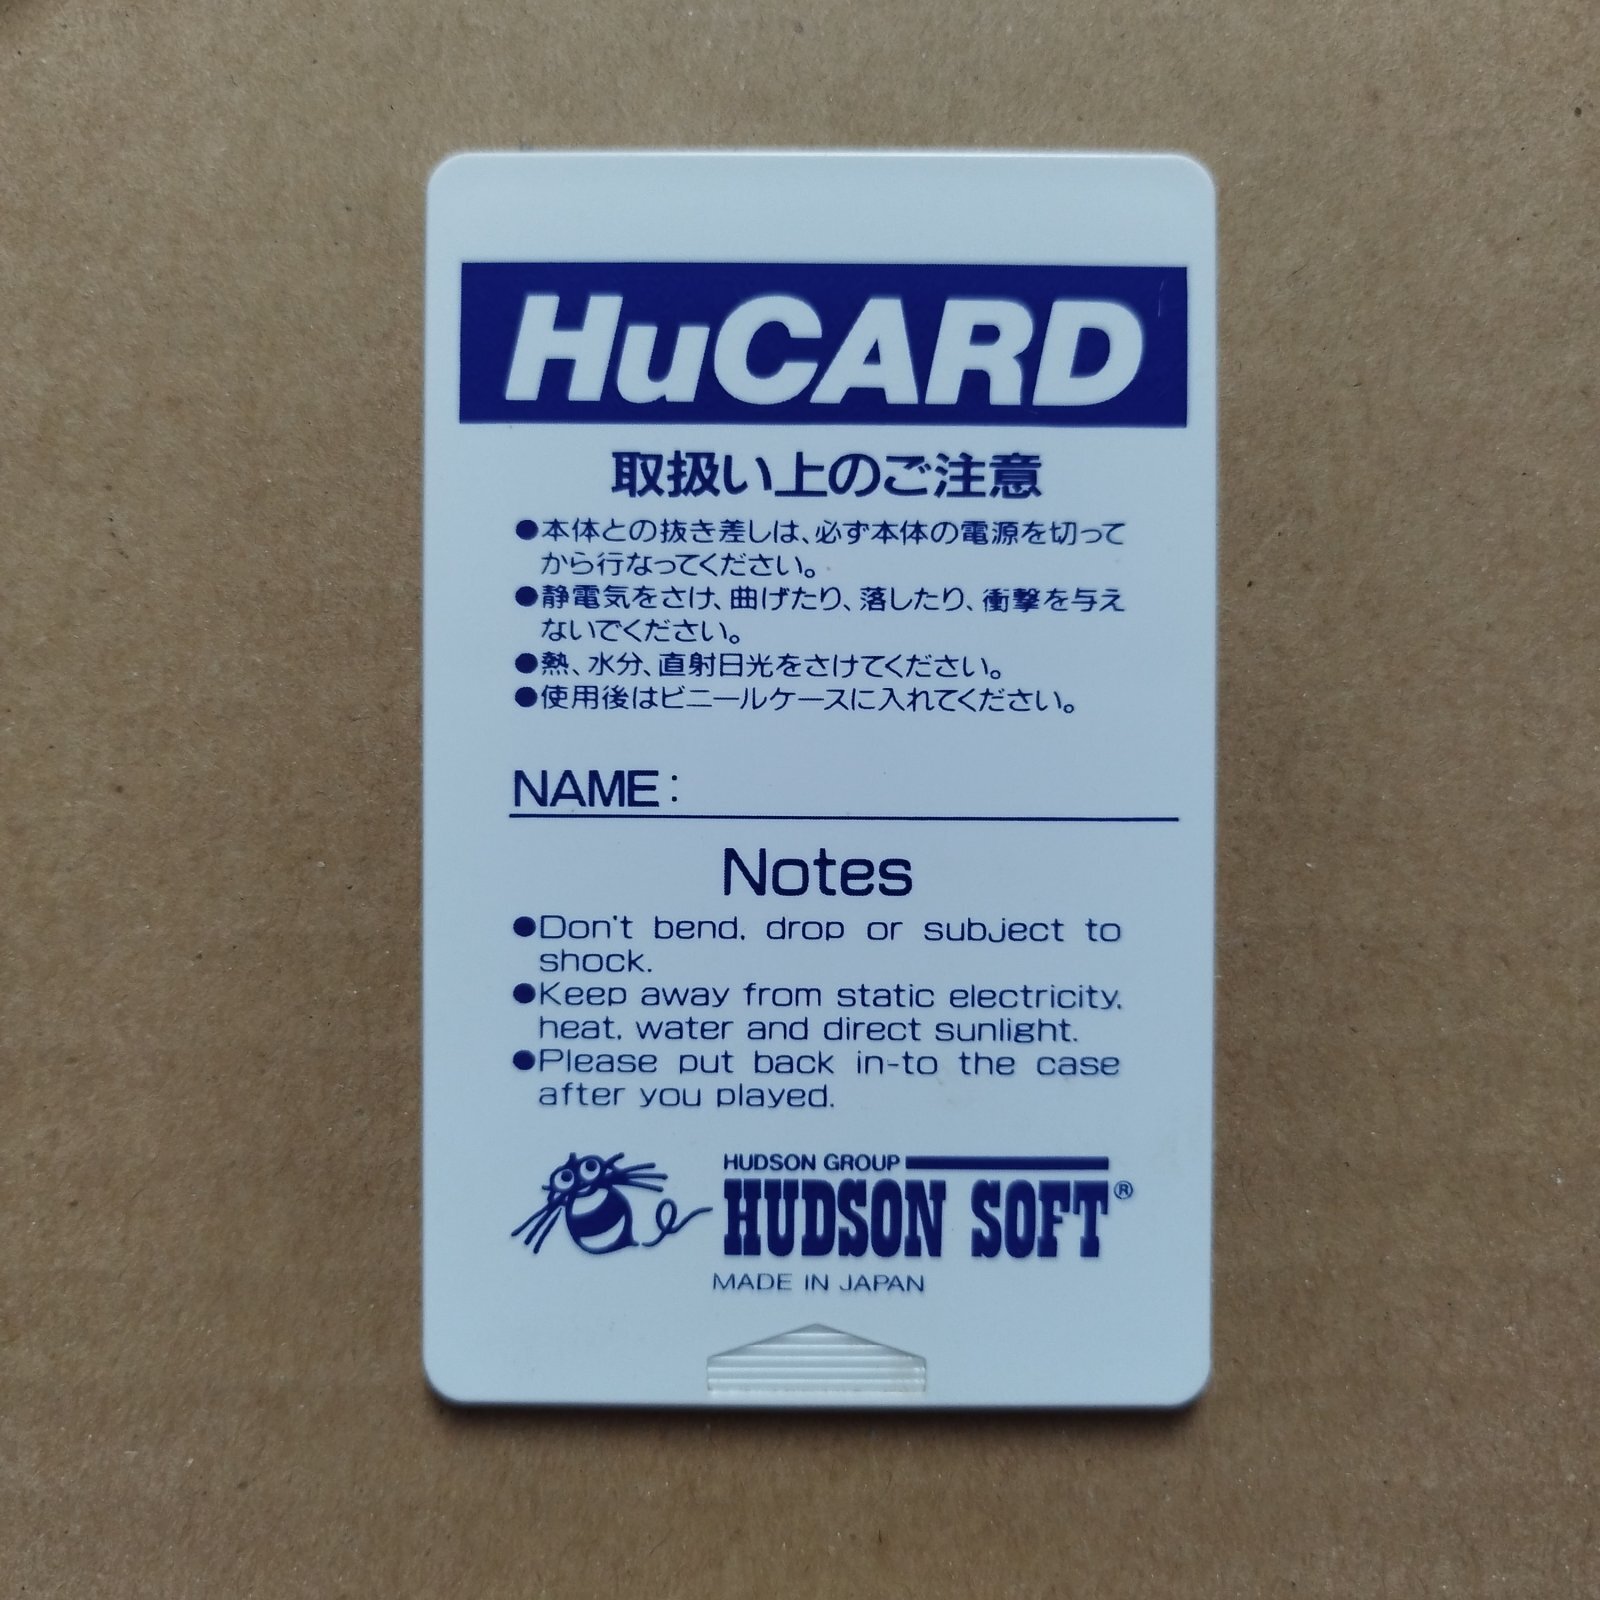 HuCARD
取扱い上のご注意
●本体との抜き差しは、必ず本体の電源を切って
から行なってください。
●静電気をさけ、曲げたり、落したり、衝撃を与え
ないでください。
●熱、水分、直射日光をさけてください。
●使用後はビニールケースに入れてください。
NAME:
Notes
●Don't bend, drop or subject to
shock.
●Keep away from static electricity,
heat, water and direct sunlight.
●Please put back in-to the case
after you played.
HUDSON GROUP
HUDSON SOFT®
MADE IN JAPAN